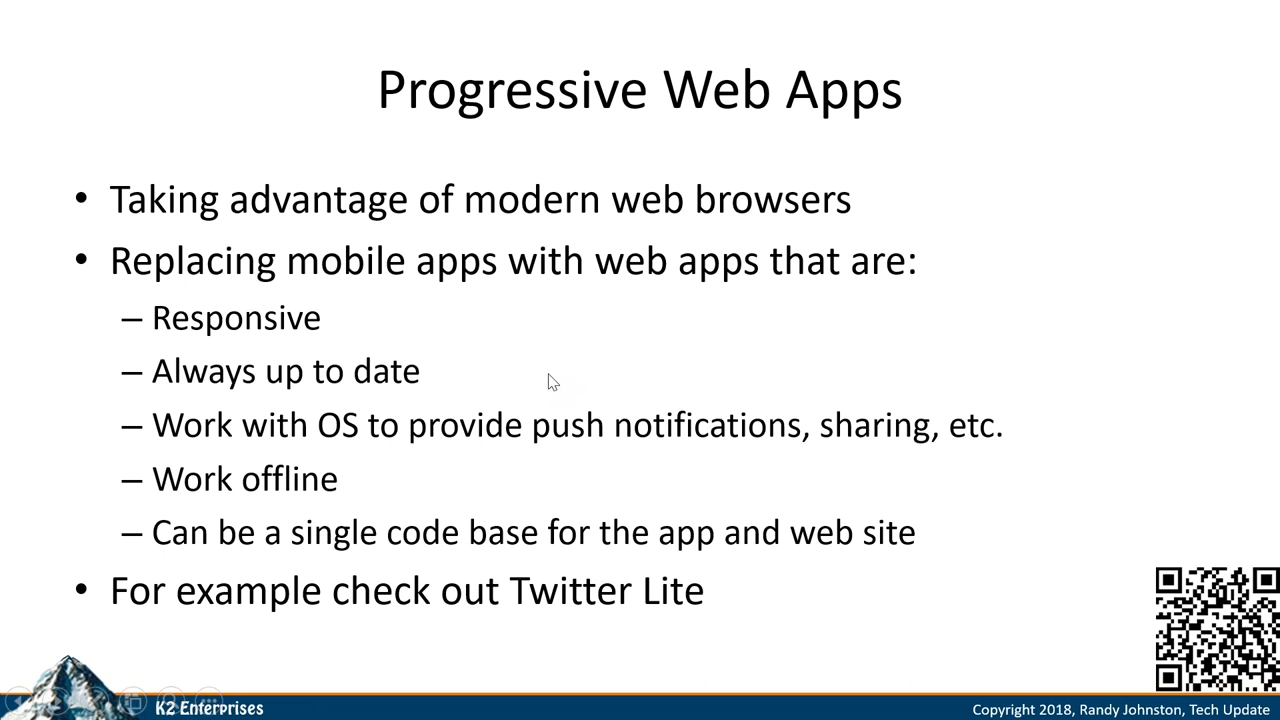 Progressive Web Apps
• Taking advantage of modern web browsers
• Replacing mobile apps with web apps that are:
– Responsive
– Always up to date
– Work with OS to provide push notifications, sharing, etc.
– Work offline
– Can be a single code base for the app and web site
• For example check out Twitter Lite
K2 Enterprises
Copyright 2018, Randy Johnston, Tech Update